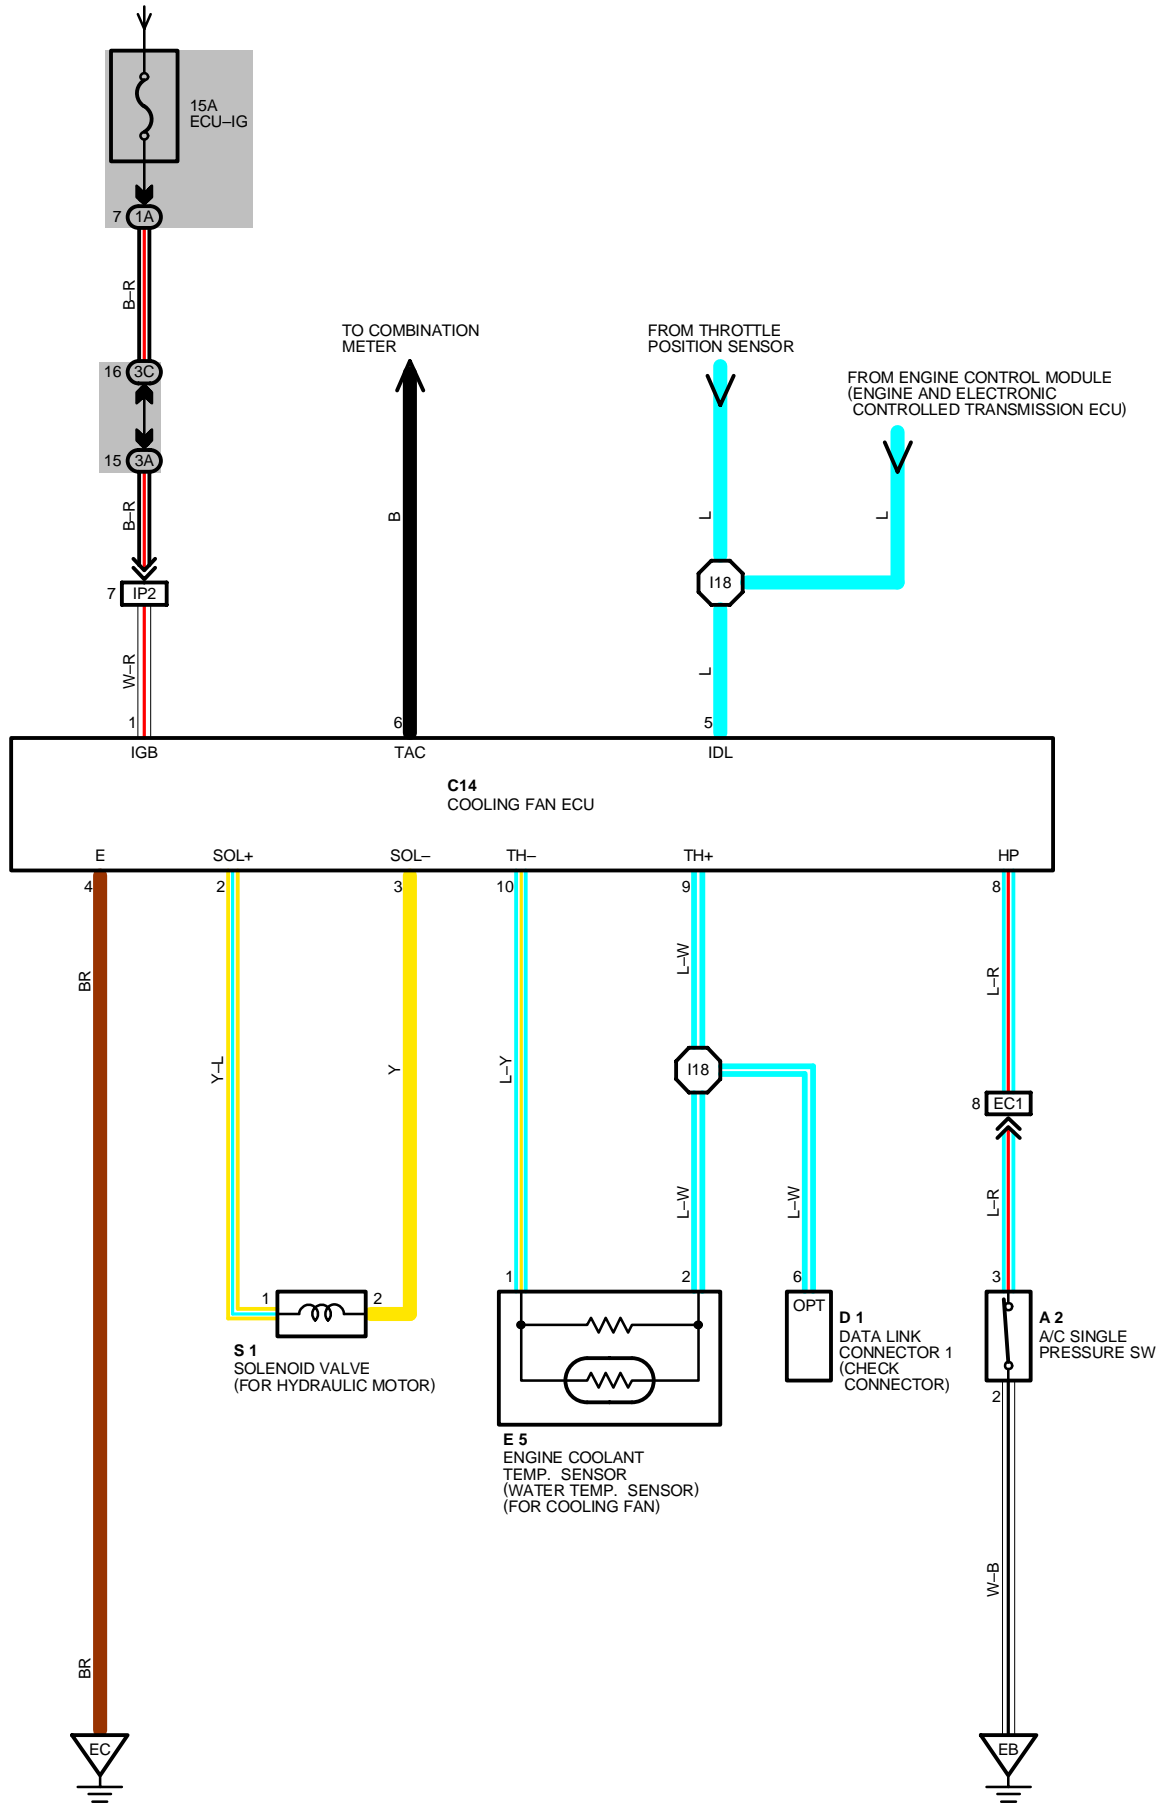 15A
ECU–IG
7 1A
B–R
16 3C
15 3A
B–R
7 IP2
W–R
TO COMBINATION
METER
B
FROM THROTTLE
POSITION SENSOR
FROM ENGINE CONTROL MODULE
(ENGINE AND ELECTRONIC
CONTROLLED TRANSMISSION ECU)
L
L
I18
L
1 6 5
IGB TAC IDL
C14
COOLING FAN ECU
E SOL+ SOL– TH– TH+ HP
4 2 3 10 9 8
BR
Y–L
Y
L–Y
L–W
L–R
I18
8 EC1
L–W
L–W
L–R
1 2
S 1
SOLENOID VALVE
(FOR HYDRAULIC MOTOR)
1 2
E 5
ENGINE COOLANT
TEMP. SENSOR
(WATER TEMP. SENSOR)
(FOR COOLING FAN)
6
OPT
D 1
DATA LINK
CONNECTOR 1
(CHECK
CONNECTOR)
3
A 2
A/C SINGLE
PRESSURE SW
2
W–B
BR
EC
EB